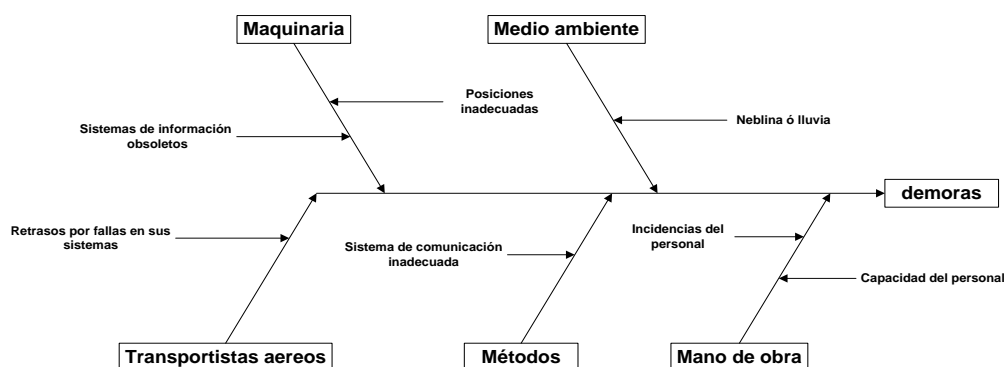 Maquinaria
Medio ambiente
Posiciones
inadecuadas
Sistemas de información
obsoletos
Neblina ó lluvia
demoras
Retrasos por fallas en sus
sistemas
Sistema de comunicación
inadecuada
Incidencias del
personal
Capacidad del personal
Transportistas aereos
Métodos
Mano de obra